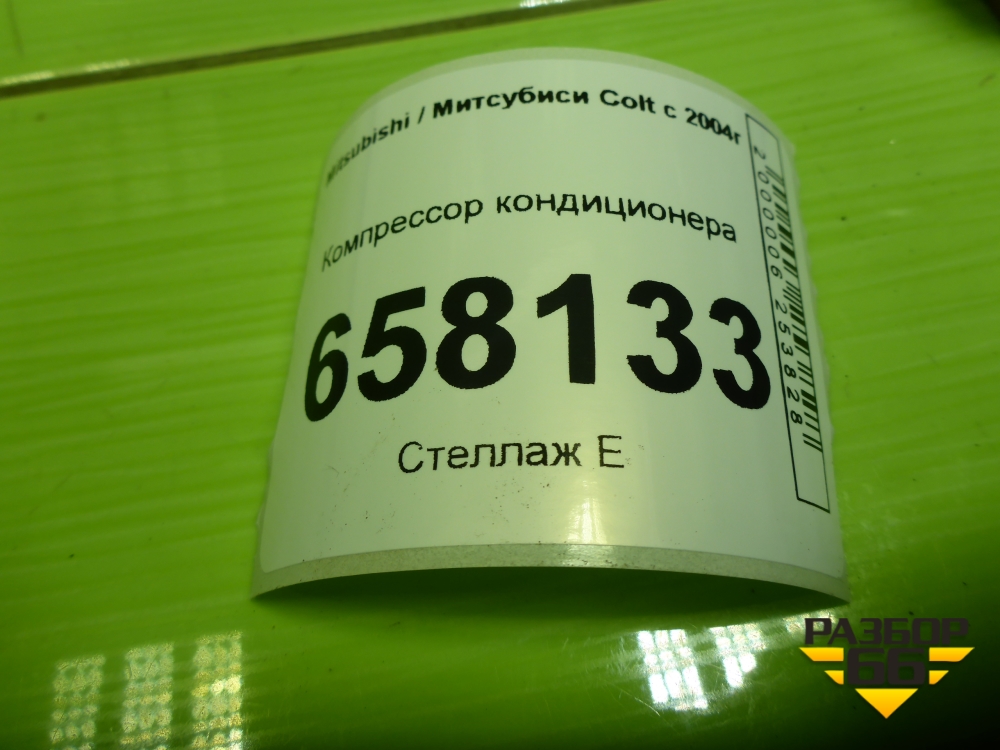 Mitsubishi / Митсубиси Colt с 2004г
Компрессор кондиционера
658133
Стеллаж Е
2000006253828
РАЗБОР
66